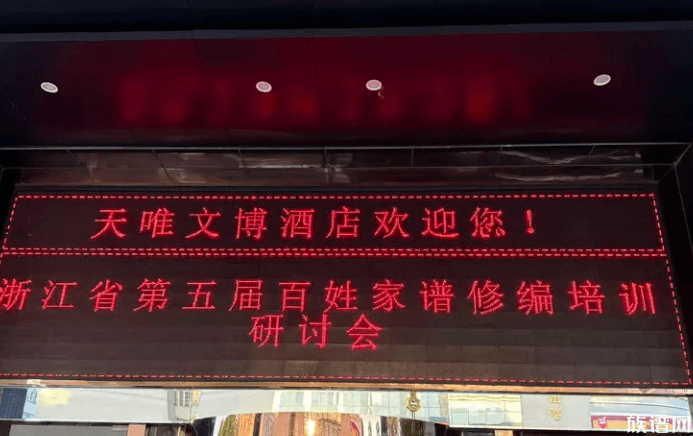 天唯文博酒店欢迎您！
浙江省第五届百姓家谱修编培训
研讨会
族谱网